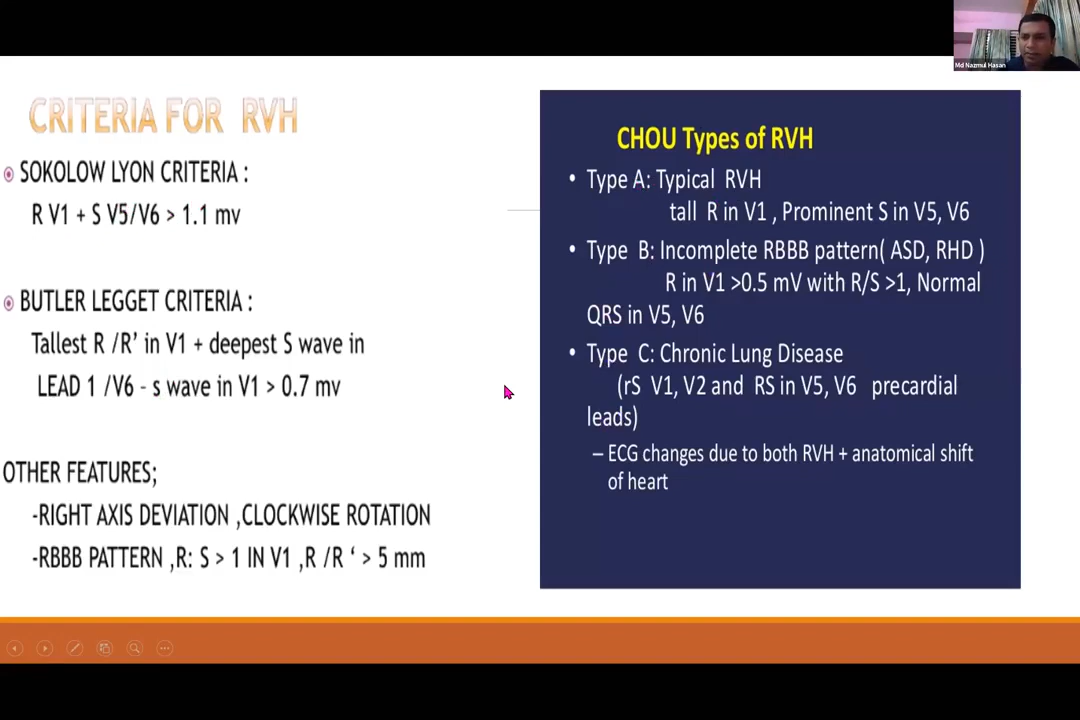 Md Nazmul Hasan
CRITERIA FOR RVH
SOKOLOW LYON CRITERIA :
R V1 + S V5/V6 > 1.1 mv
BUTLER LEGGET CRITERIA :
Tallest R /R’ in V1 + deepest S wave in
LEAD 1 /V6 - s wave in V1 > 0.7 mv
OTHER FEATURES;
-RIGHT AXIS DEVIATION ,CLOCKWISE ROTATION
-RBBB PATTERN ,R: S > 1 IN V1 ,R /R ‘ > 5 mm
CHOU Types of RVH
• Type A: Typical RVH
tall R in V1 , Prominent S in V5, V6
• Type B: Incomplete RBBB pattern( ASD, RHD )
R in V1 >0.5 mV with R/S >1, Normal
QRS in V5, V6
• Type C: Chronic Lung Disease
(rS V1, V2 and RS in V5, V6 precardial
leads)
– ECG changes due to both RVH + anatomical shift
of heart